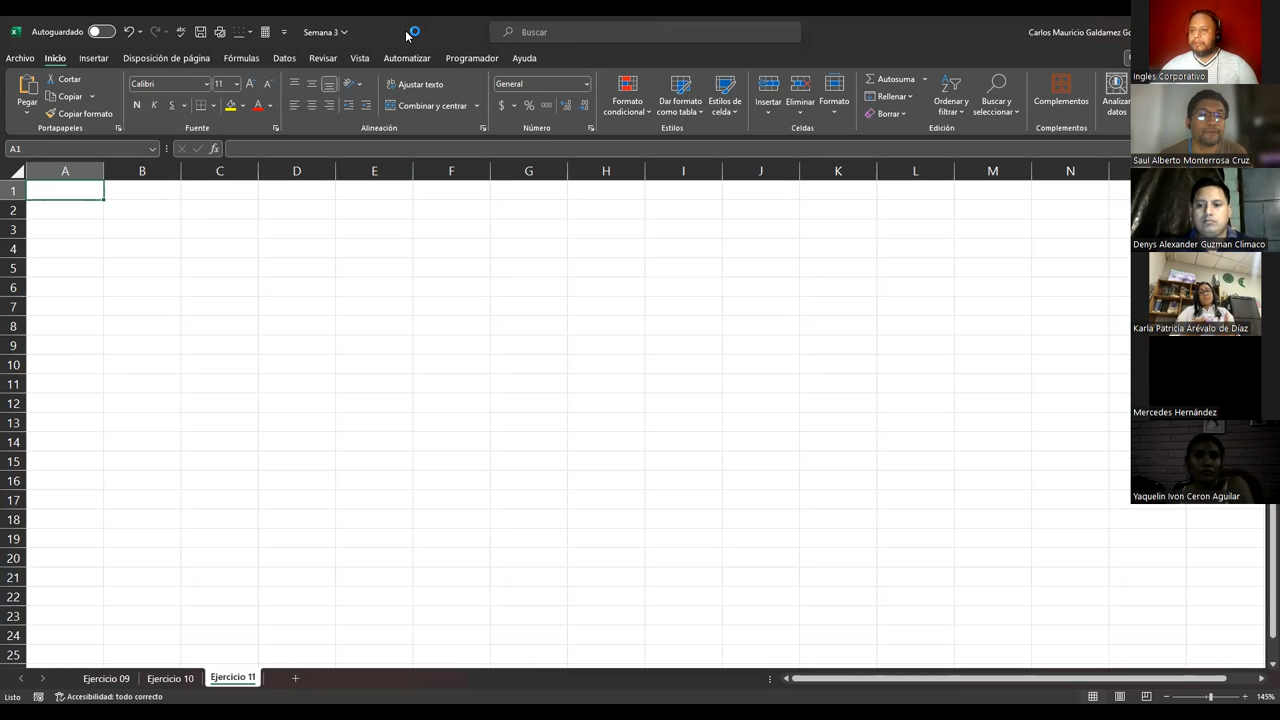 Autoguardado
Semana 3
Buscar
Carlos Mauricio Galdamez Go
Archivo Inicio Insertar Disposición de página Fórmulas Datos Revisar Vista Automatizar Programador Ayuda
Pegar
Cortar
Copiar
Copiar formato
Portapapeles
Calibri 11
N K S
Fuente
Ajustar texto
Combinar y centrar
Alineación
General
$ % 000
Número
Formato condicional
Dar formato como tabla
Estilos de celda
Estilos
Insertar
Eliminar
Formato
Celdas
Autosuma
Rellenar
Borrar
Ordenar y filtrar
Buscar y seleccionar
Edición
Complementos
Complementos
Analizar datos
A1
fx
A B C D E F G H I J K L M N
1
2
3
4
5
6
7
8
9
10
11
12
13
14
15
16
17
18
19
20
21
22
23
24
25
Ingles Corporativo
Saul Alberto Monterrosa Cruz
Denys Alexander Guzman Climaco
Karla Patricia Arévalo de Díaz
Mercedes Hernández
Yaquelin Ivon Ceron Aguilar
Ejercicio 09 Ejercicio 10 Ejercicio 11
Listo
Accesibilidad: todo correcto
145%